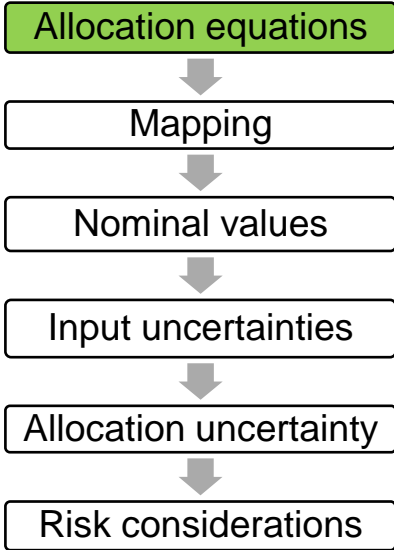 Allocation equations
Mapping
Nominal values
Input uncertainties
Allocation uncertainty
Risk considerations